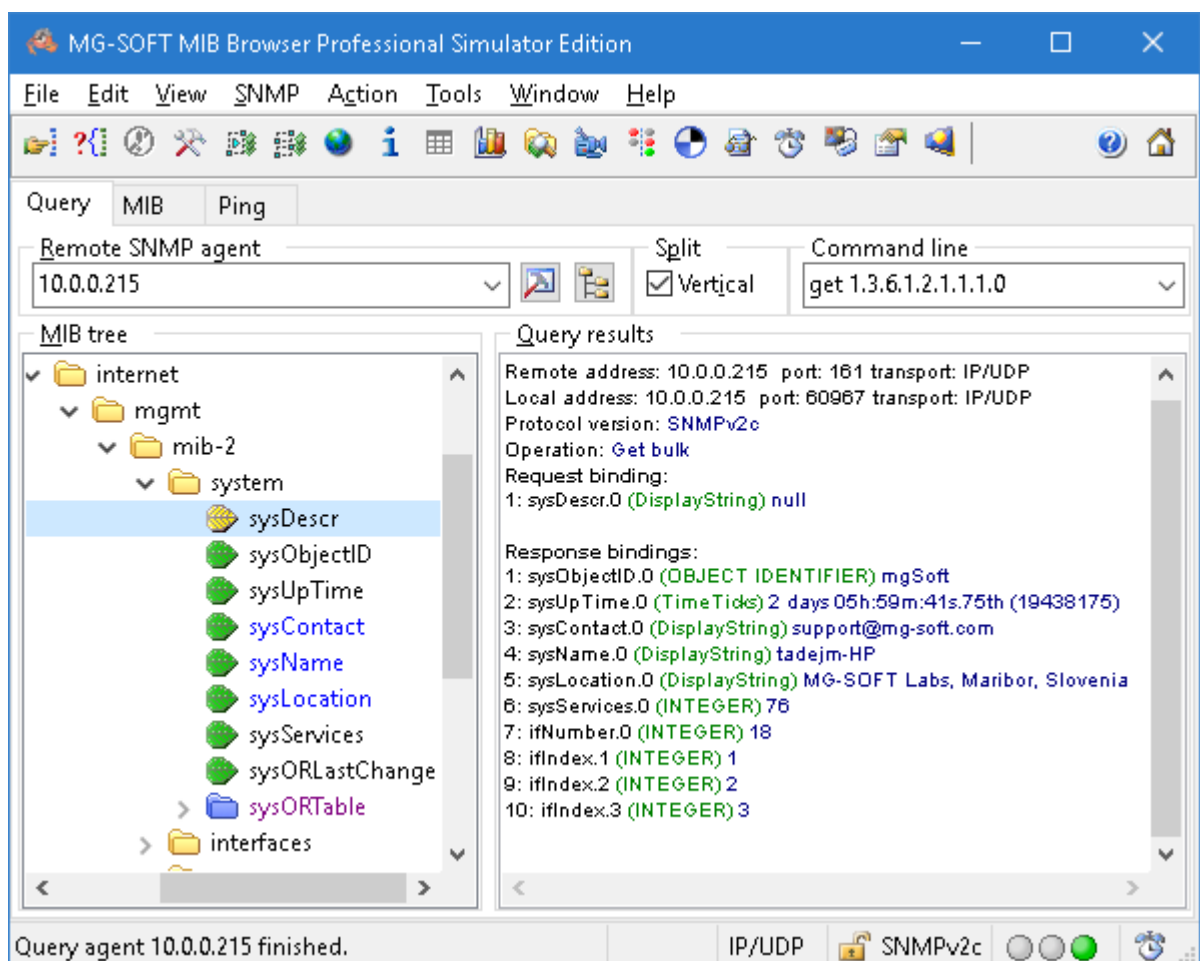 MG-SOFT MIB Browser Professional Simulator Edition
File Edit View SNMP Action Tools Window Help
Query MIB Ping
Remote SNMP agent
10.0.0.215
Split
Vertical
Command line
get 1.3.6.1.2.1.1.1.0
MIB tree
internet
mgmt
mib-2
system
sysDescr
sysObjectID
sysUpTime
sysContact
sysName
sysLocation
sysServices
sysORLastChange
sysORTable
interfaces
Query results
Remote address: 10.0.0.215 port: 161 transport: IP/UDP
Local address: 10.0.0.215 port: 60967 transport: IP/UDP
Protocol version: SNMPv2c
Operation: Get bulk
Request binding:
1: sysDescr.0 (DisplayString) null
Response bindings:
1: sysObjectID.0 (OBJECT IDENTIFIER) mgSoft
2: sysUpTime.0 (TimeTicks) 2 days 05h:59m:41s.75th (19438175)
3: sysContact.0 (DisplayString) support@mg-soft.com
4: sysName.0 (DisplayString) tadejm-HP
5: sysLocation.0 (DisplayString) MG-SOFT Labs, Maribor, Slovenia
6: sysServices.0 (INTEGER) 76
7: ifNumber.0 (INTEGER) 18
8: ifIndex.1 (INTEGER) 1
9: ifIndex.2 (INTEGER) 2
10: ifIndex.3 (INTEGER) 3
Query agent 10.0.0.215 finished.
IP/UDP
SNMPv2c